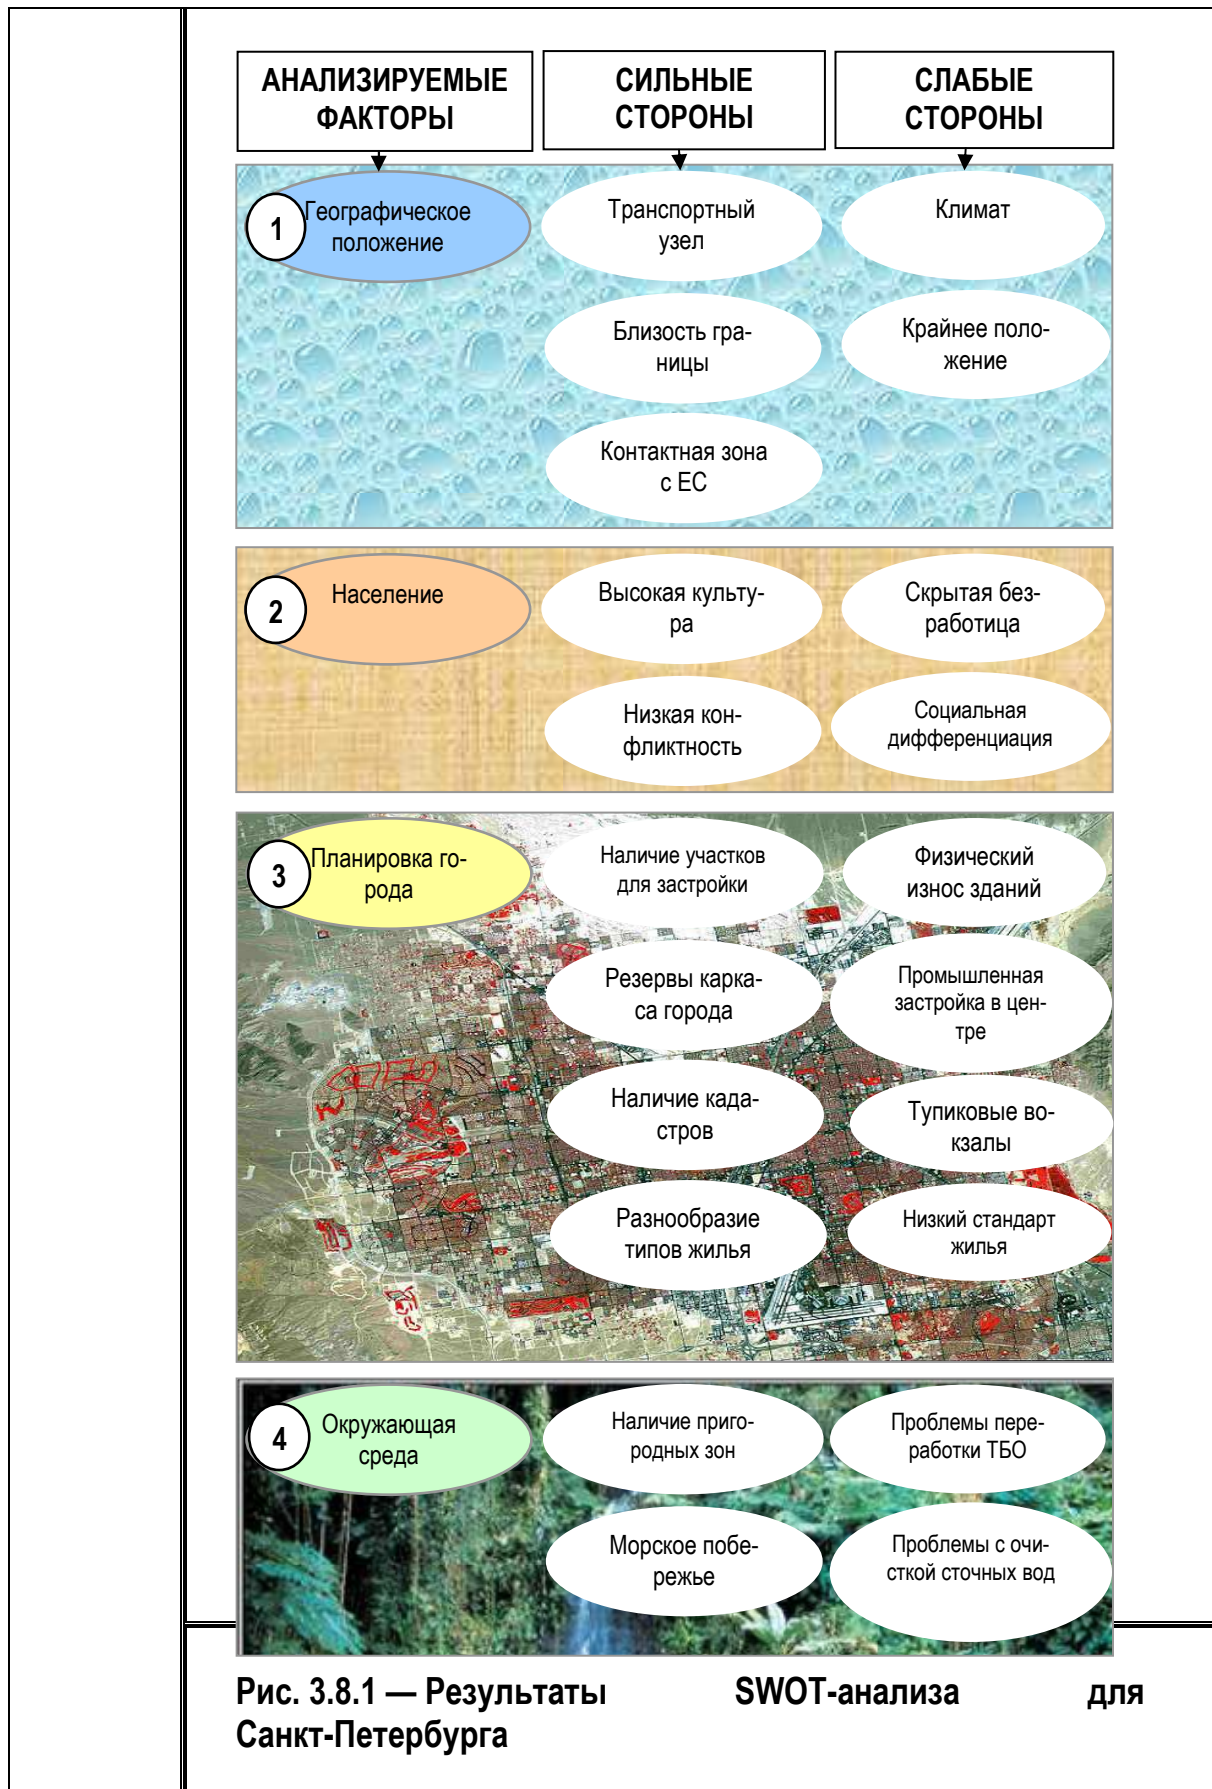 АНАЛИЗИРУЕМЫЕ
ФАКТОРЫ
СИЛЬНЫЕ
СТОРОНЫ
СЛАБЫЕ
СТОРОНЫ
1
Географическое
положение
Транспортный
узел
Климат
Близость гра-
ницы
Крайнее поло-
жение
Контактная зона
с ЕС
2
Население
Высокая культу-
ра
Скрытая без-
работица
Низкая кон-
фликтность
Социальная
дифференциация
3
Планировка го-
рода
Наличие участков
для застройки
Физический
износ зданий
Резервы карка-
са города
Промышленная
застройка в цен-
тре
Наличие када-
стров
Тупиковые во-
кзалы
Разнообразие
типов жилья
Низкий стандарт
жилья
4
Окружающая
среда
Наличие приго-
родных зон
Проблемы пере-
работки ТБО
Морское побе-
режье
Проблемы с очи-
сткой сточных вод
Рис. 3.8.1 — Результаты SWOT-анализа для
Санкт-Петербурга